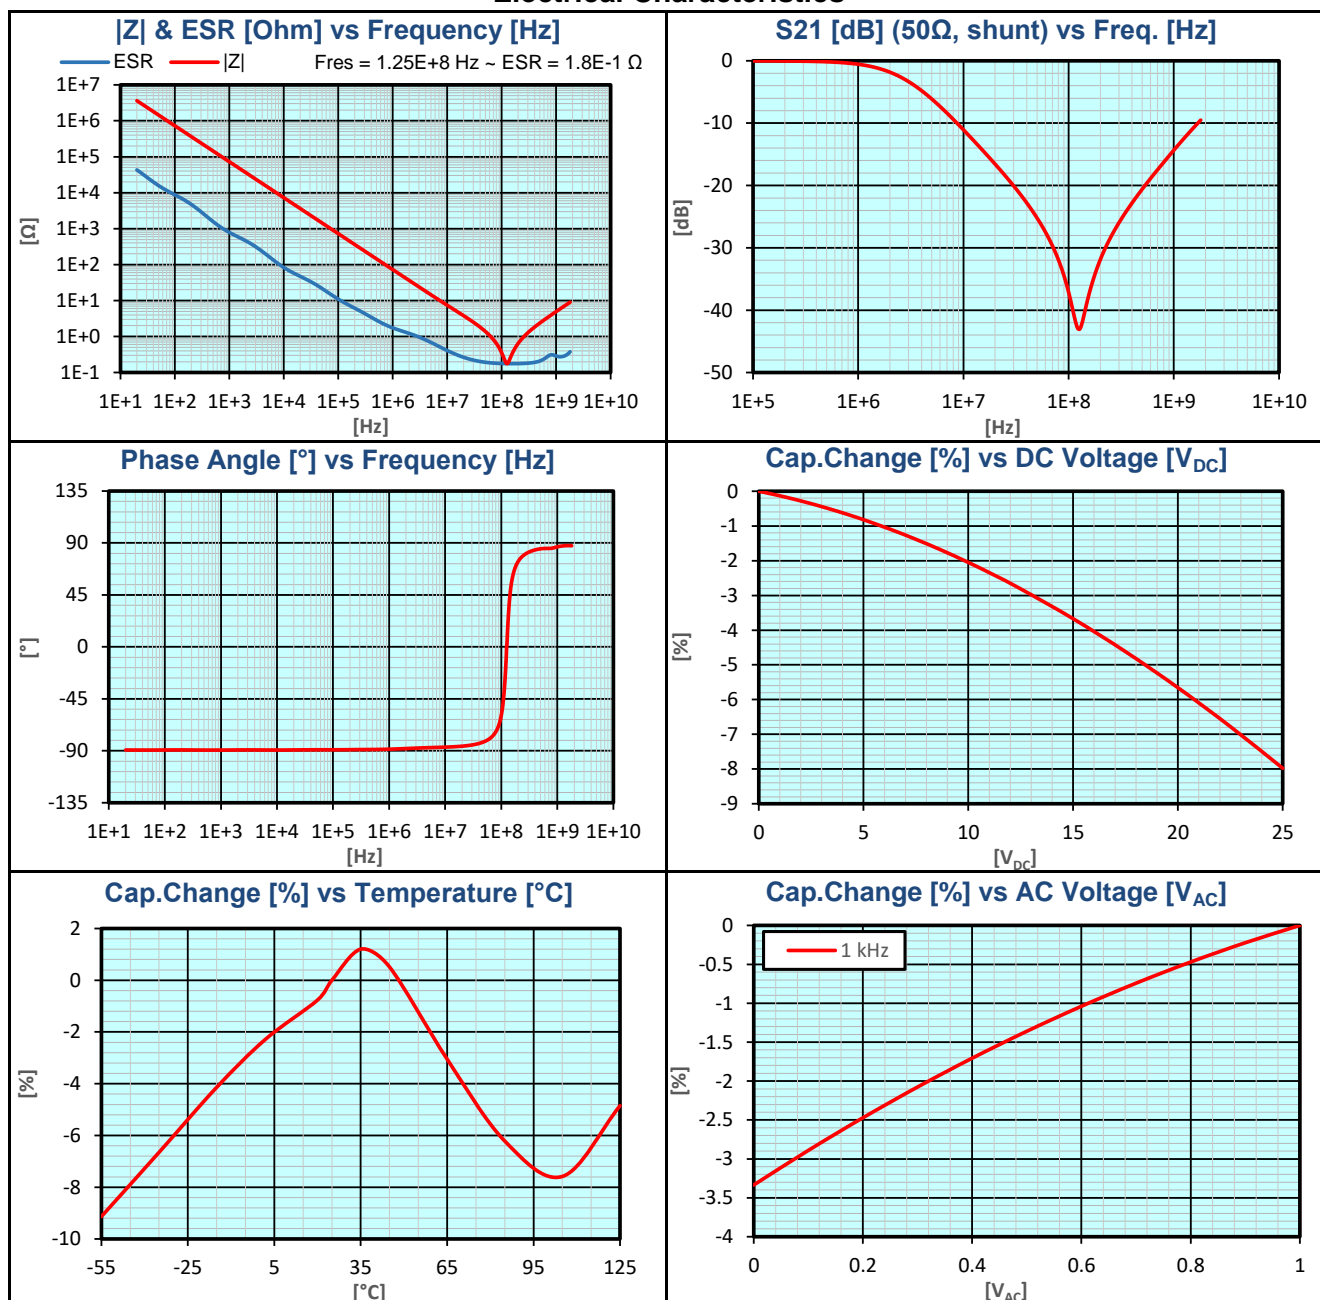 |Z| & ESR [Ohm] vs Frequency [Hz]
ESR |Z| Fres = 1.25E+8 Hz ~ ESR = 1.8E-1 Ω
1E+7
1E+6
1E+5
1E+4
1E+3
1E+2
1E+1
1E+0
1E-1
[Ω]
1E+1 1E+2 1E+3 1E+4 1E+5 1E+6 1E+7 1E+8 1E+9 1E+10
[Hz]
S21 [dB] (50Ω, shunt) vs Freq. [Hz]
0
-10
-20
-30
-40
-50
[dB]
1E+5 1E+6 1E+7 1E+8 1E+9 1E+10
[Hz]
Phase Angle [°] vs Frequency [Hz]
135
90
45
0
-45
-90
-135
[°]
1E+1 1E+2 1E+3 1E+4 1E+5 1E+6 1E+7 1E+8 1E+9 1E+10
[Hz]
Cap.Change [%] vs DC Voltage [VDC]
0
-1
-2
-3
-4
-5
-6
-7
-8
-9
[%]
0 5 10 15 20 25
[VDC]
Cap.Change [%] vs Temperature [°C]
2
0
-2
-4
-6
-8
-10
[%]
-55 -25 5 35 65 95 125
[°C]
Cap.Change [%] vs AC Voltage [VAC]
1 kHz
0
-0.5
-1
-1.5
-2
-2.5
-3
-3.5
-4
[%]
0 0.2 0.4 0.6 0.8 1
[VAC]